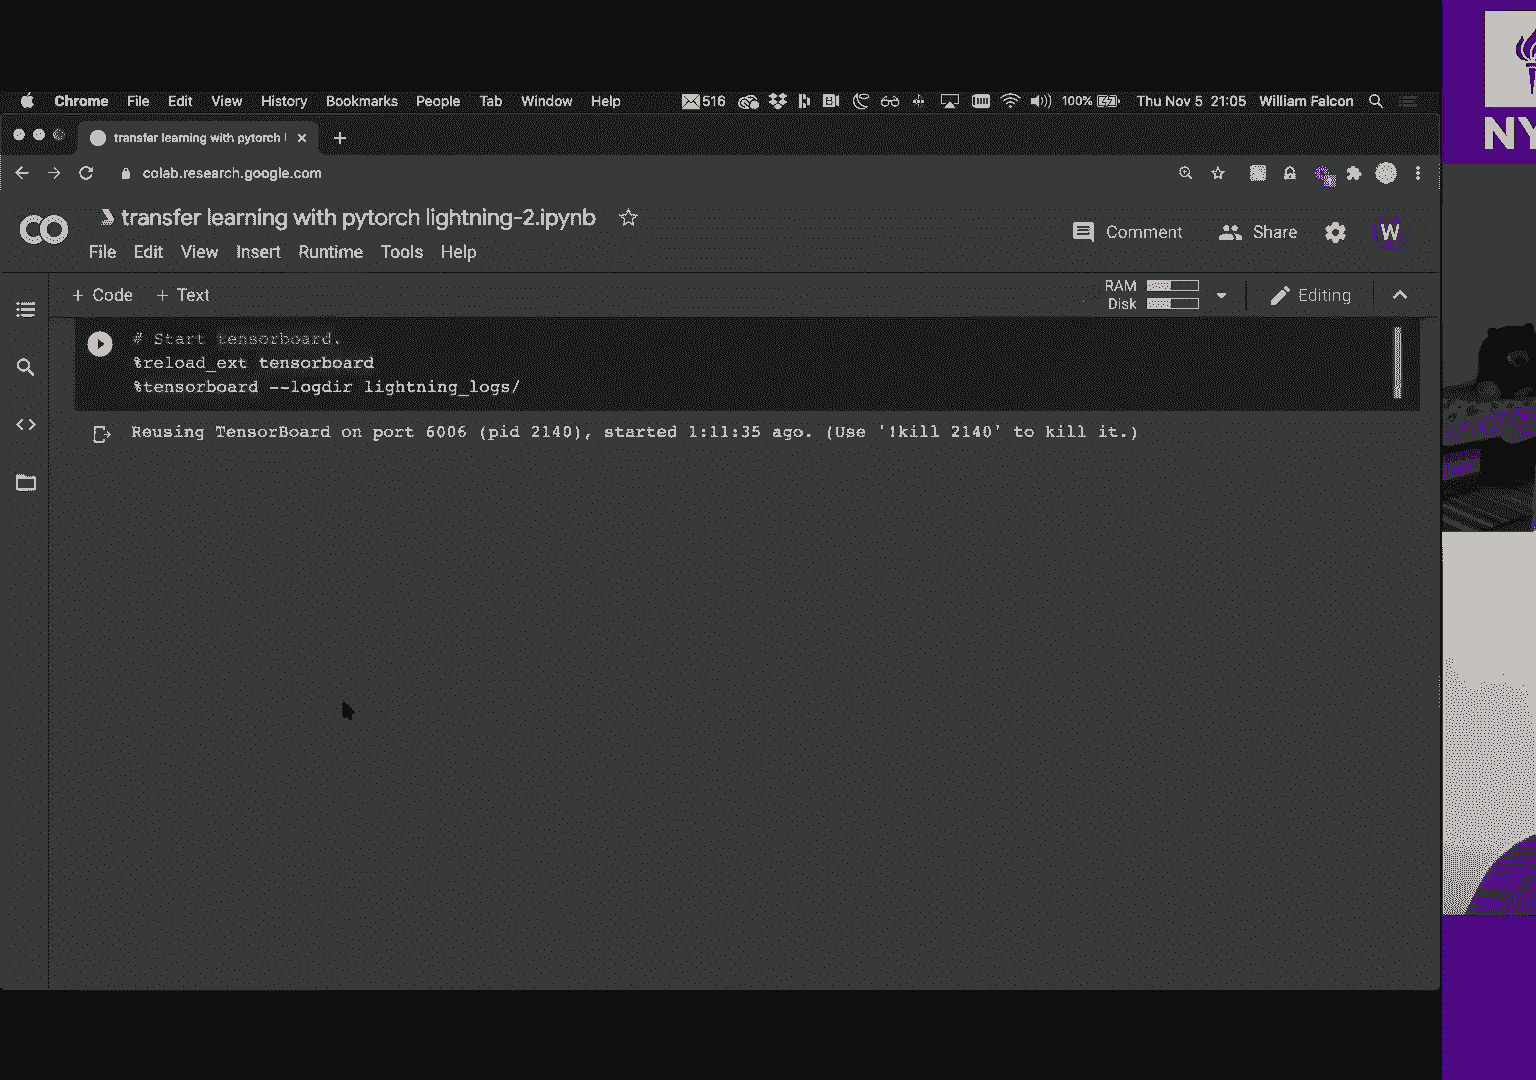 Chrome File Edit View History Bookmarks People Tab Window Help 516 100% Thu Nov 5 21:05 William Falcon
transfer learning with pytorch
colab.research.google.com
CO transfer learning with pytorch lightning-2.ipynb
Comment Share W
File Edit View Insert Runtime Tools Help
+ Code + Text
RAM
Disk
Editing
# Start tensorboard.
%reload_ext tensorboard
%tensorboard --logdir lightning_logs/
Reusing TensorBoard on port 6006 (pid 2140), started 1:11:35 ago. (Use '!kill 2140' to kill it.)
NY